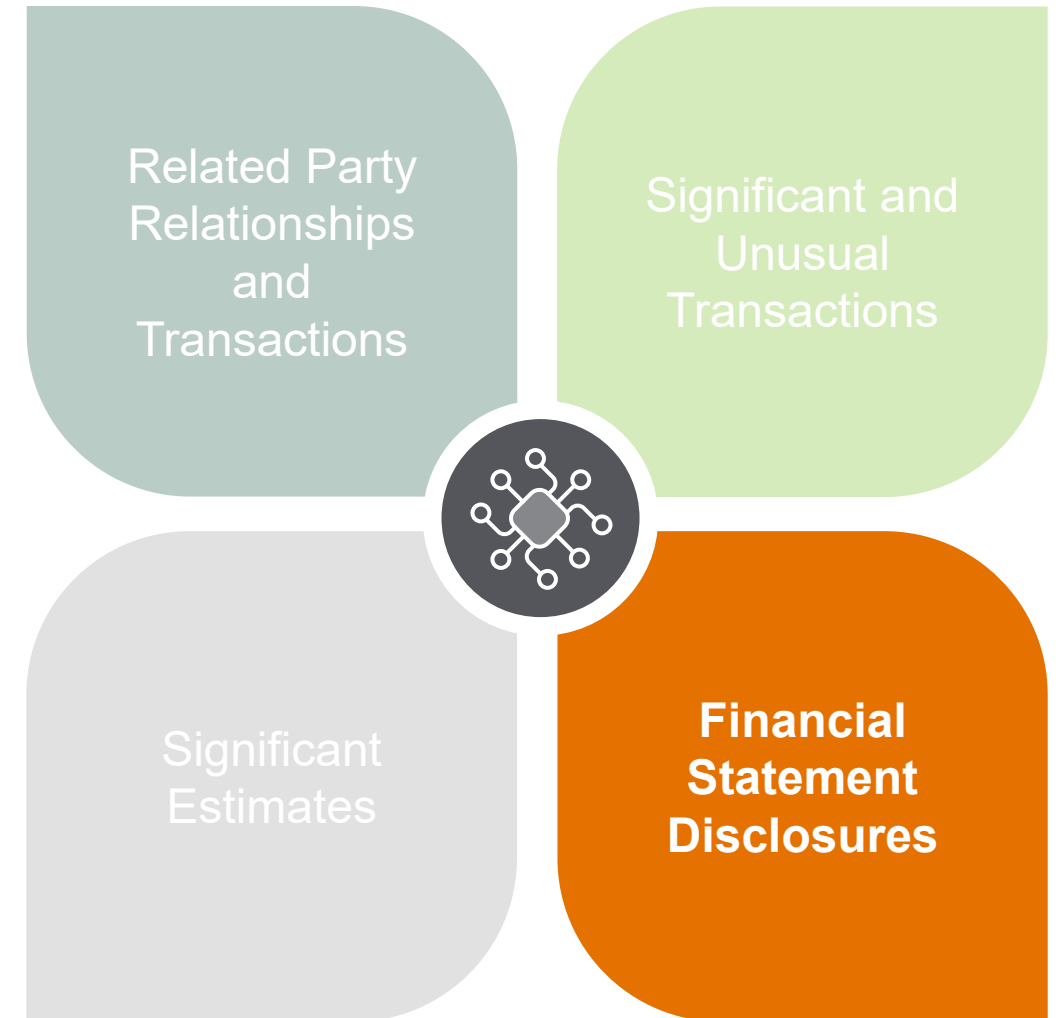 Related Party
Relationships
and
Transactions
Significant and
Unusual
Transactions
Significant
Estimates
Financial
Statement
Disclosures